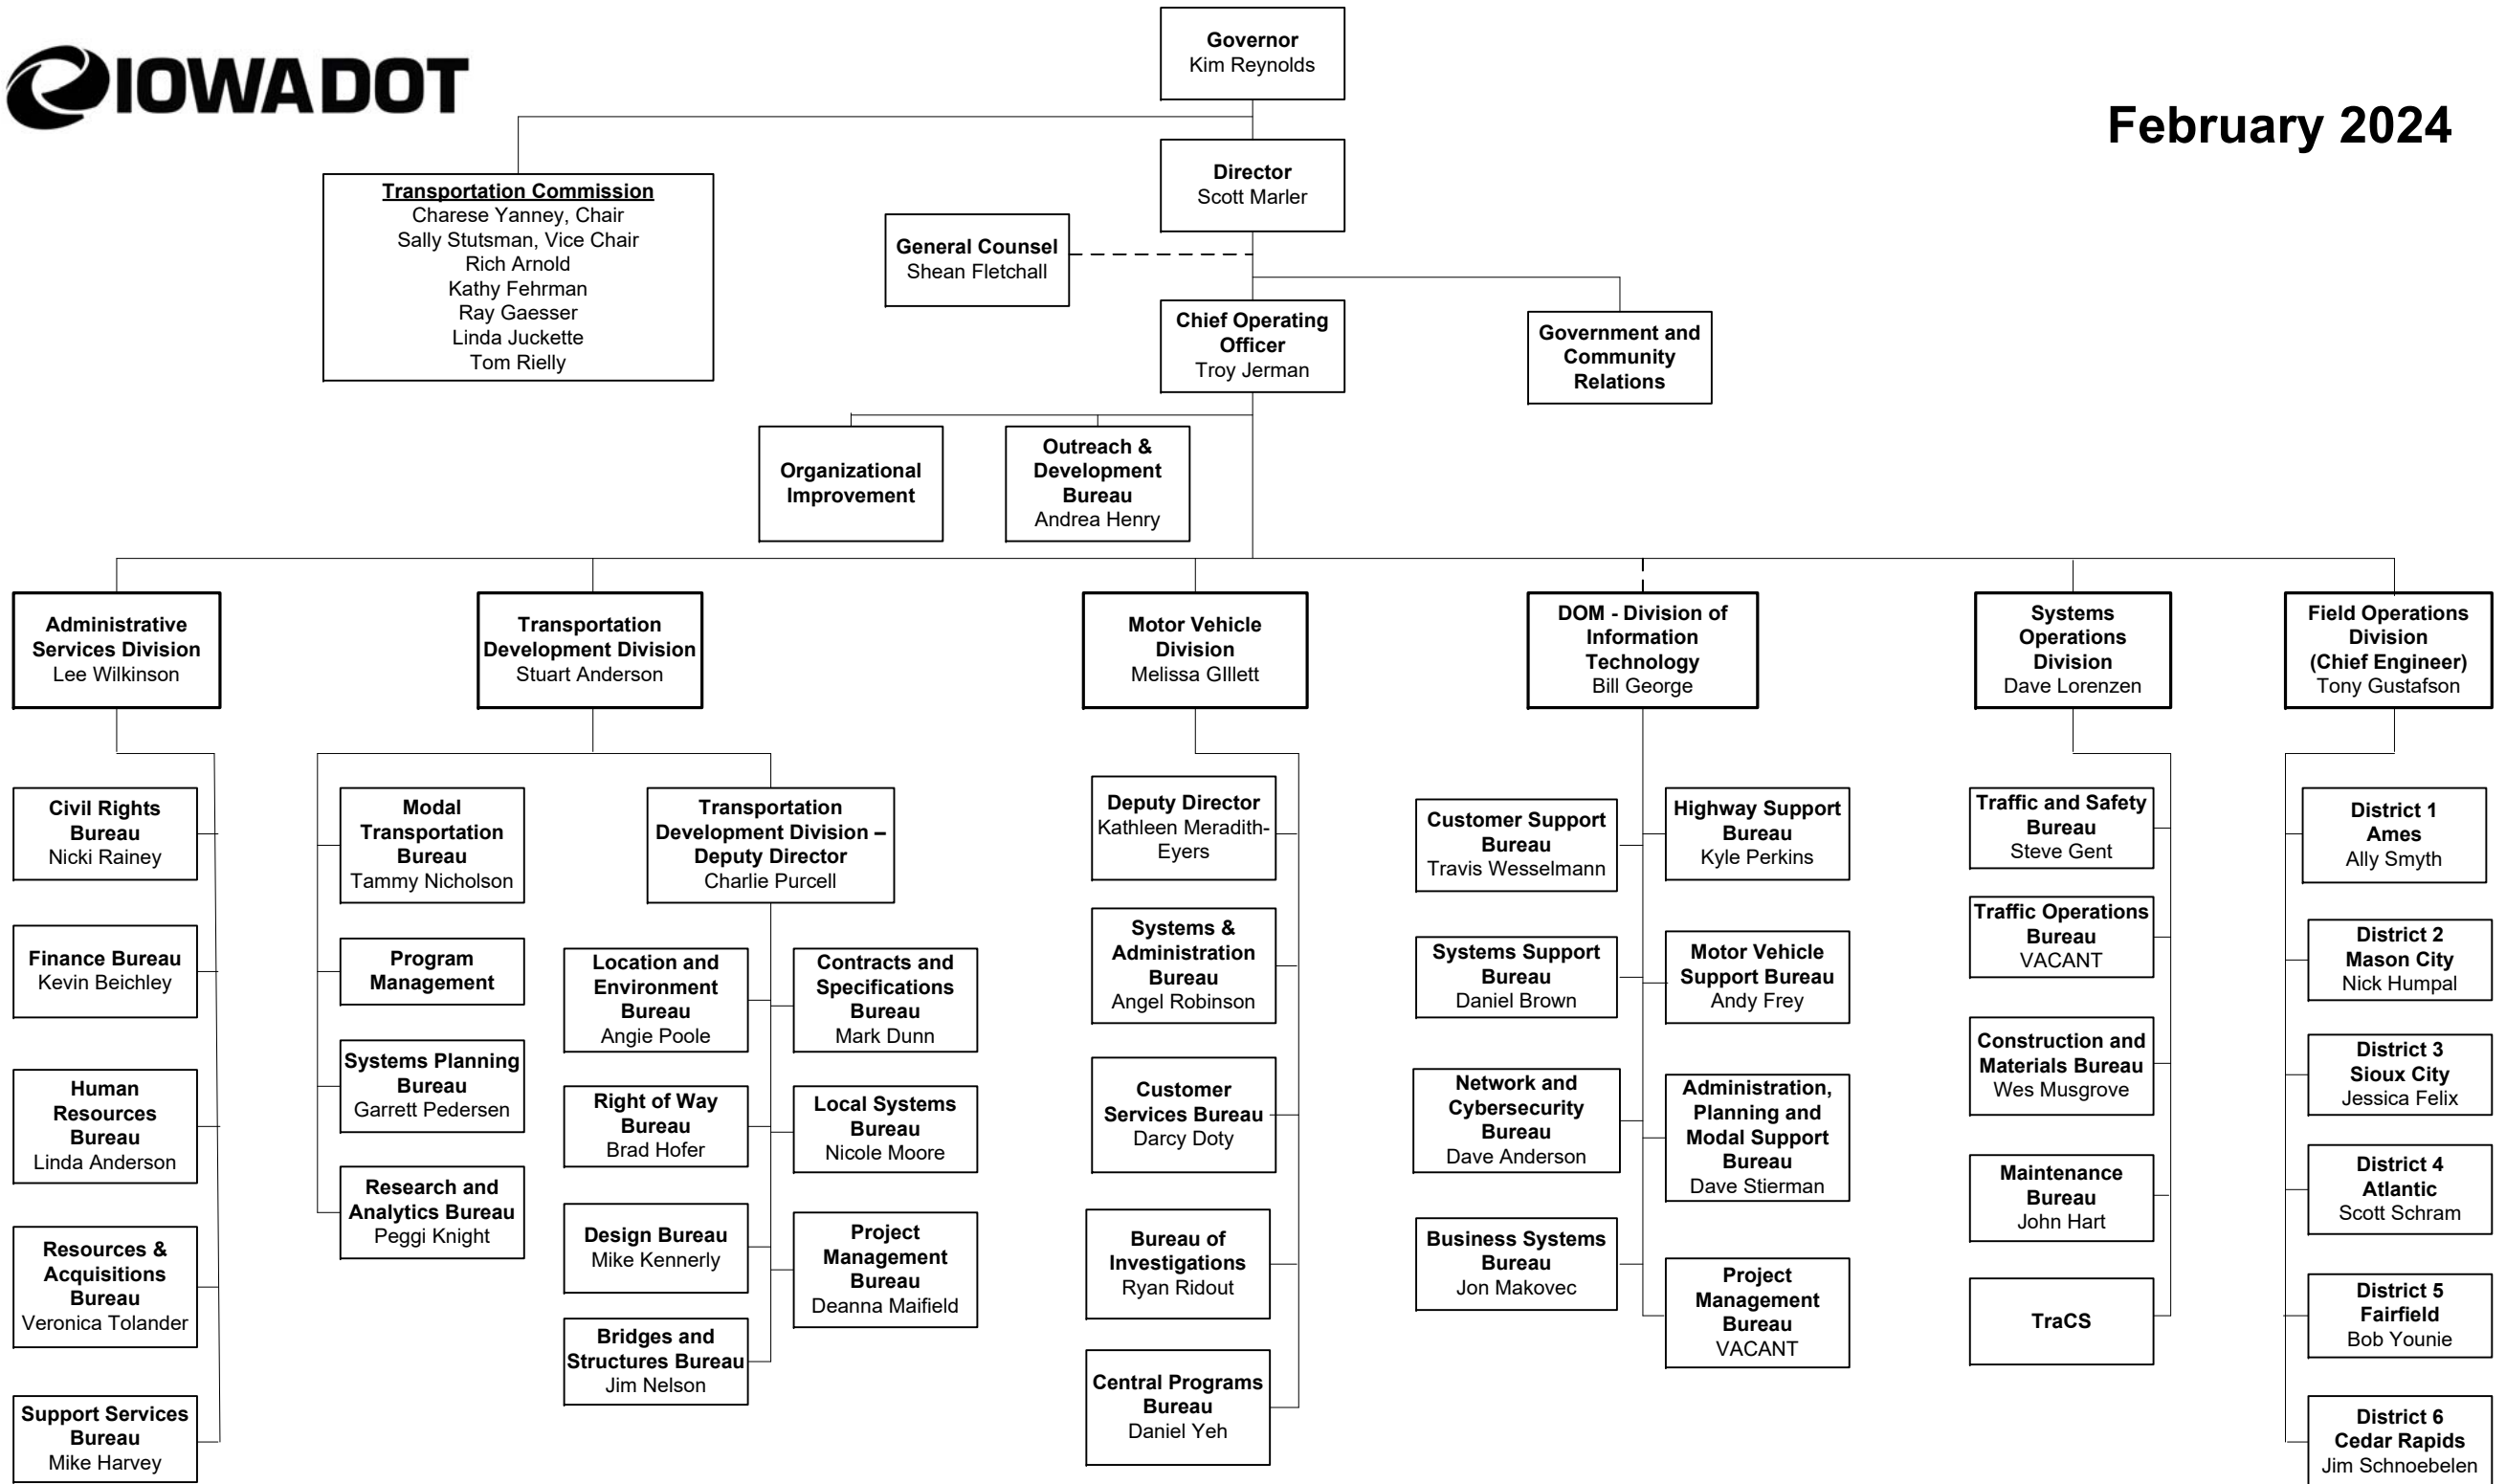 IOWADOT
February 2024
Governor
Kim Reynolds
Director
Scott Marler
Transportation Commission
Charese Yanney, Chair
Sally Stutsman, Vice Chair
Rich Arnold
Kathy Fehrman
Ray Gaesser
Linda Juckette
Tom Rielly
General Counsel
Shean Fletchall
Chief Operating
Officer
Troy Jerman
Government and
Community
Relations
Organizational
Improvement
Outreach &
Development
Bureau
Andrea Henry
Administrative
Services Division
Lee Wilkinson
Transportation
Development Division
Stuart Anderson
Motor Vehicle
Division
Melissa GIllett
DOM - Division of
Information
Technology
Bill George
Systems
Operations
Division
Dave Lorenzen
Field Operations
Division
(Chief Engineer)
Tony Gustafson
Civil Rights
Bureau
Nicki Rainey
Finance Bureau
Kevin Beichley
Human
Resources
Bureau
Linda Anderson
Resources &
Acquisitions
Bureau
Veronica Tolander
Support Services
Bureau
Mike Harvey
Modal
Transportation
Bureau
Tammy Nicholson
Program
Management
Systems Planning
Bureau
Garrett Pedersen
Research and
Analytics Bureau
Peggi Knight
Transportation
Development Division –
Deputy Director
Charlie Purcell
Location and
Environment
Bureau
Angie Poole
Right of Way
Bureau
Brad Hofer
Design Bureau
Mike Kennerly
Bridges and
Structures Bureau
Jim Nelson
Contracts and
Specifications
Bureau
Mark Dunn
Local Systems
Bureau
Nicole Moore
Project
Management
Bureau
Deanna Maifield
Deputy Director
Kathleen Meradith-
Eyers
Systems &
Administration
Bureau
Angel Robinson
Customer
Services Bureau
Darcy Doty
Bureau of
Investigations
Ryan Ridout
Central Programs
Bureau
Daniel Yeh
Customer Support
Bureau
Travis Wesselmann
Systems Support
Bureau
Daniel Brown
Network and
Cybersecurity
Bureau
Dave Anderson
Business Systems
Bureau
Jon Makovec
Highway Support
Bureau
Kyle Perkins
Motor Vehicle
Support Bureau
Andy Frey
Administration,
Planning and
Modal Support
Bureau
Dave Stierman
Project
Management
Bureau
VACANT
Traffic and Safety
Bureau
Steve Gent
Traffic Operations
Bureau
VACANT
Construction and
Materials Bureau
Wes Musgrove
Maintenance
Bureau
John Hart
TraCS
District 1
Ames
Ally Smyth
District 2
Mason City
Nick Humpal
District 3
Sioux City
Jessica Felix
District 4
Atlantic
Scott Schram
District 5
Fairfield
Bob Younie
District 6
Cedar Rapids
Jim Schnoebelen